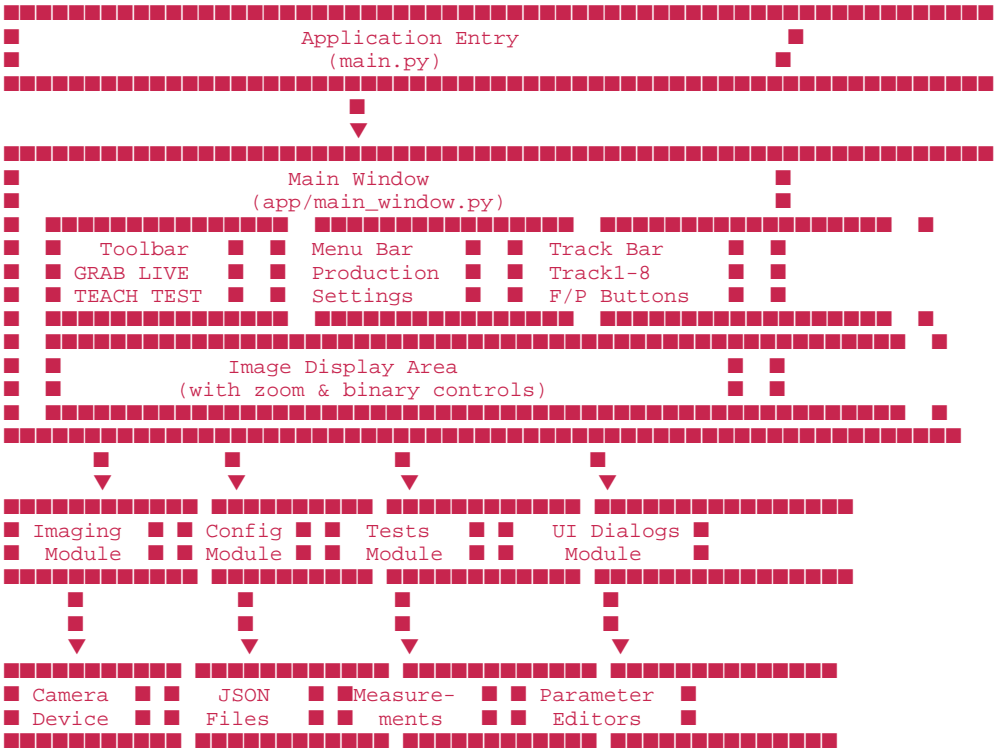 Application Entry
(main.py)
Main Window
(app/main_window.py)
Toolbar Menu Bar Track Bar
GRAB LIVE Production Track1-8
TEACH TEST Settings F/P Buttons
Image Display Area
(with zoom & binary controls)
Imaging Config Tests UI Dialogs
Module Module Module Module
Camera JSON Measure- Parameter
Device Files ments Editors